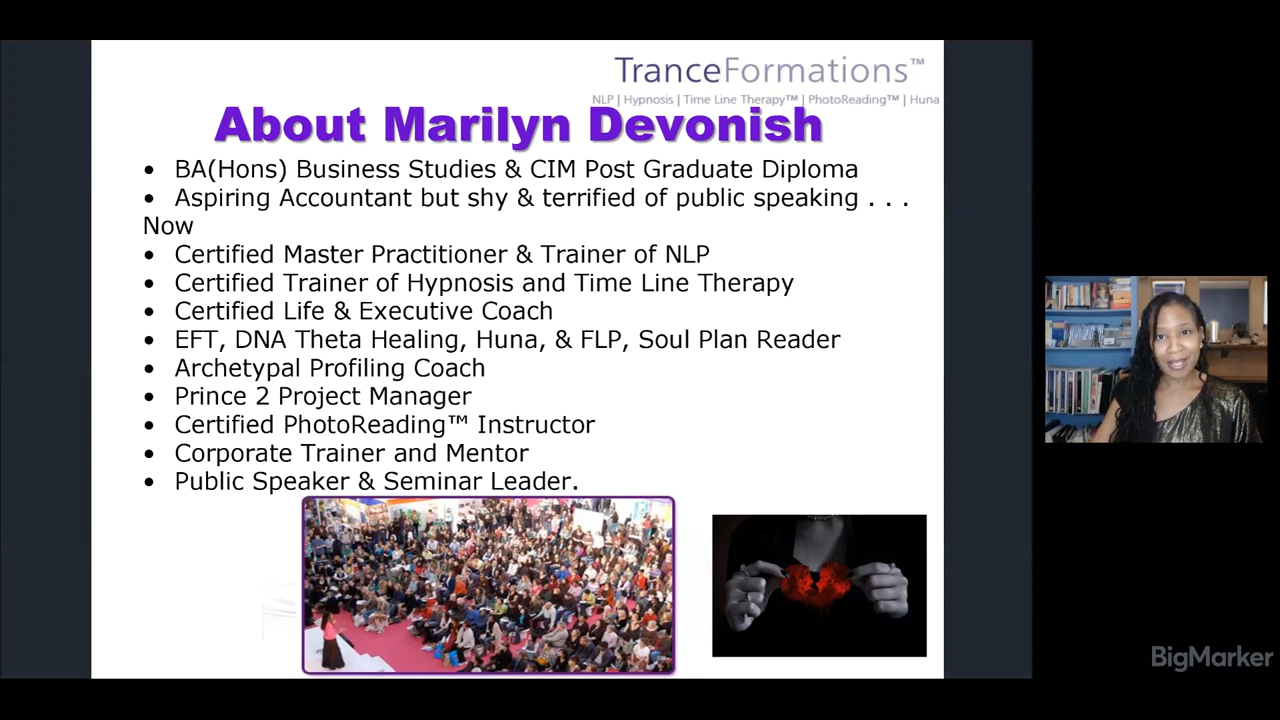 TranceFormations™
NLP | Hypnosis | Time Line Therapy™ | PhotoReading™ | Huna
About Marilyn Devonish
• BA(Hons) Business Studies & CIM Post Graduate Diploma
• Aspiring Accountant but shy & terrified of public speaking . . .
Now
• Certified Master Practitioner & Trainer of NLP
• Certified Trainer of Hypnosis and Time Line Therapy
• Certified Life & Executive Coach
• EFT, DNA Theta Healing, Huna, & FLP, Soul Plan Reader
• Archetypal Profiling Coach
• Prince 2 Project Manager
• Certified PhotoReading™ Instructor
• Corporate Trainer and Mentor
• Public Speaker & Seminar Leader.
BigMarker